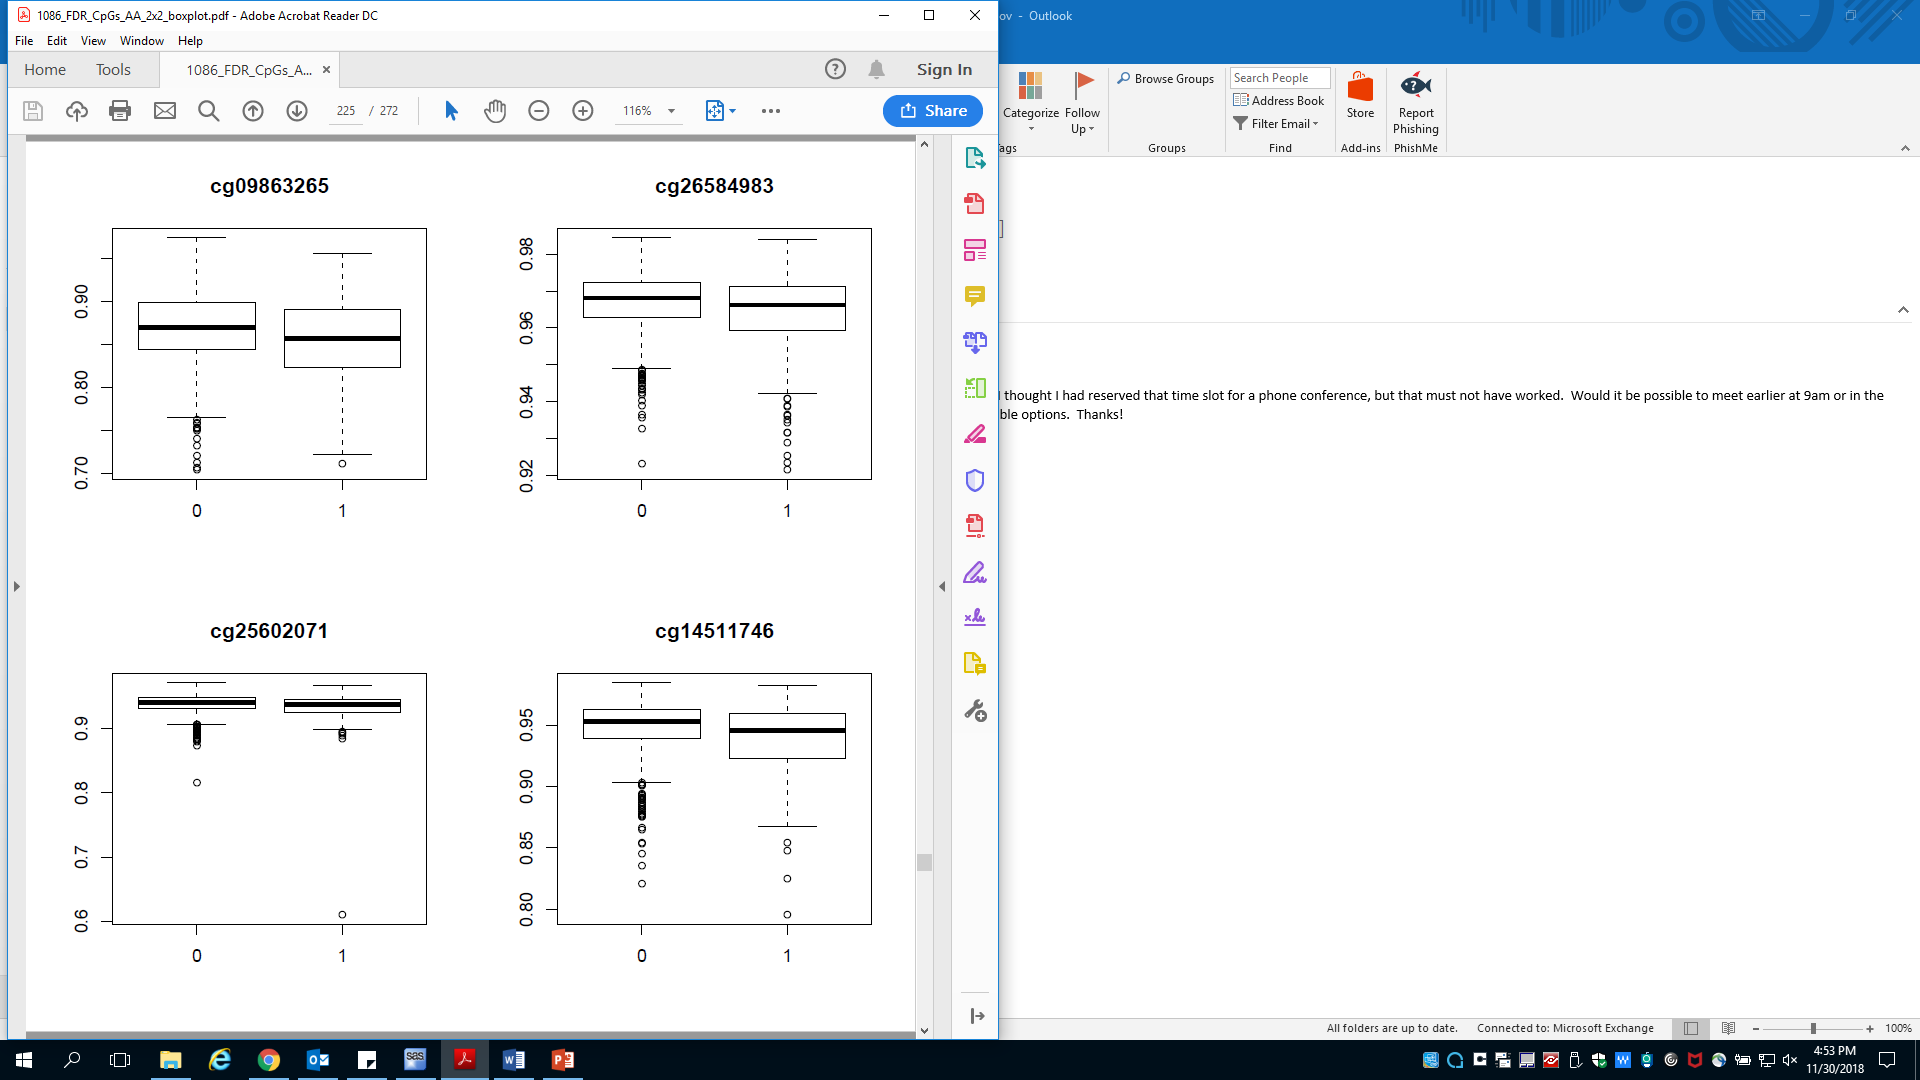 1086_FDR_CpGs_AA_2x2_boxplot.pdf - Adobe Acrobat Reader DC
File Edit View Window Help
Home Tools 1086_FDR_CpGs_A... × Sign In
225 / 272 116% Share
cg09863265
0.70 0.80 0.90
0 1
cg26584983
0.92 0.94 0.96 0.98
0 1
cg25602071
0.6 0.7 0.8 0.9
0 1
cg14511746
0.80 0.85 0.90 0.95
0 1
ov - Outlook
Categorize
Follow Up
Tags
Browse Groups
Groups
Search People
Address Book
Filter Email
Find
Store
Add-ins
Report Phishing
PhishMe
]
I thought I had reserved that time slot for a phone conference, but that must not have worked. Would it be possible to meet earlier at 9am or in the
ble options. Thanks!
All folders are up to date. Connected to: Microsoft Exchange 100%
4:53 PM
11/30/2018